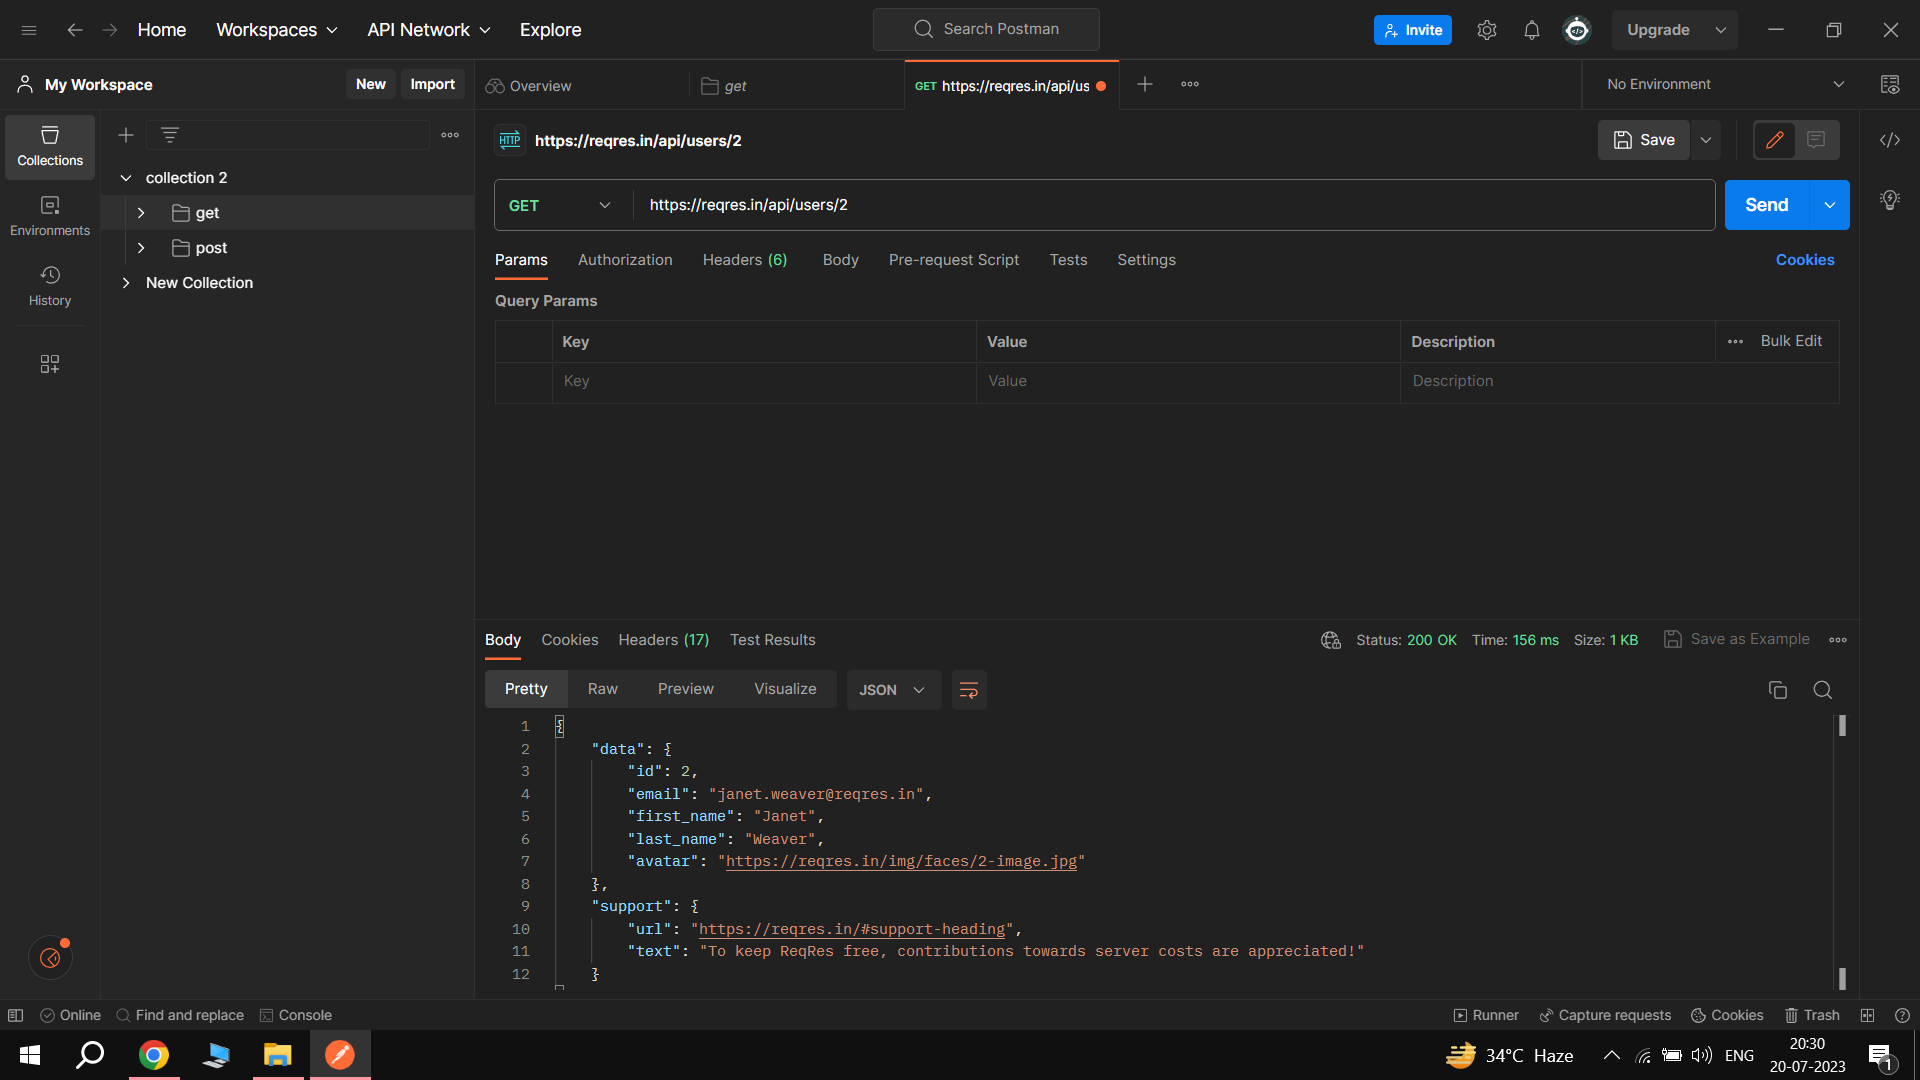 Home Workspaces API Network Explore Search Postman Invite Upgrade
My Workspace New Import Overview get GET https://reqres.in/api/us No Environment
Collections
Environments
History
collection 2
get
post
New Collection
HTTP https://reqres.in/api/users/2 Save
GET https://reqres.in/api/users/2 Send
Params Authorization Headers (6) Body Pre-request Script Tests Settings Cookies
Query Params
Key Value Description Bulk Edit
Key Value Description
Body Cookies Headers (17) Test Results Status: 200 OK Time: 156 ms Size: 1 KB Save as Example
Pretty Raw Preview Visualize JSON
1 {
2 "data": {
3 "id": 2,
4 "email": "janet.weaver@reqres.in",
5 "first_name": "Janet",
6 "last_name": "Weaver",
7 "avatar": "https://reqres.in/img/faces/2-image.jpg"
8 },
9 "support": {
10 "url": "https://reqres.in/#support-heading",
11 "text": "To keep ReqRes free, contributions towards server costs are appreciated!"
12 }
Online Find and replace Console Runner Capture requests Cookies Trash
34°C Haze ENG 20:30
20-07-2023 1